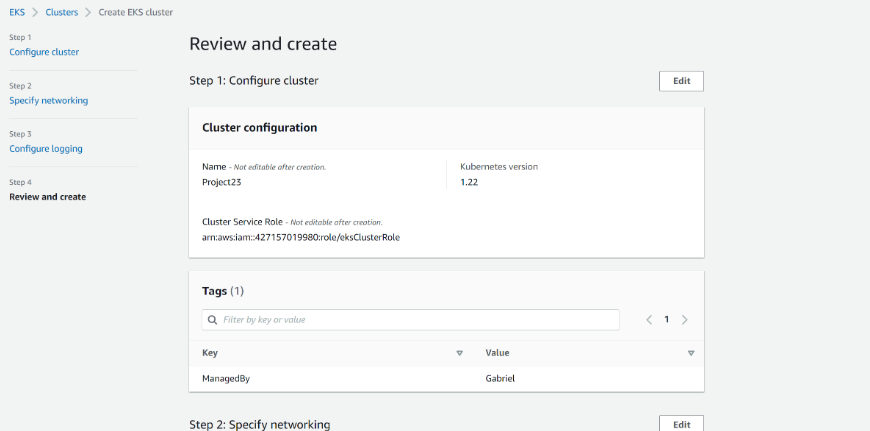 EKS > Clusters > Create EKS cluster
Step 1
Configure cluster
Step 2
Specify networking
Step 3
Configure logging
Step 4
Review and create
Review and create
Step 1: Configure cluster
Edit
Cluster configuration
Name - Not editable after creation.
Project23
Kubernetes version
1.22
Cluster Service Role - Not editable after creation.
arn:aws:iam::427157019980:role/eksClusterRole
Tags (1)
Filter by key or value
1
Key Value
ManagedBy Gabriel
Step 2: Specify networking
Edit